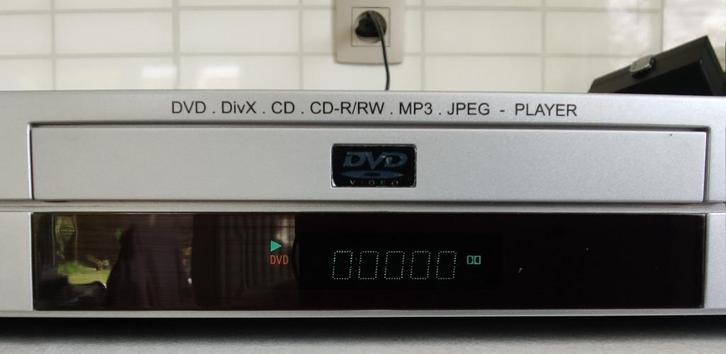 DVD . DivX . CD . CD-R/RW . MP3 . JPEG - PLAYER
DVD
VIDEO
DVD
00000